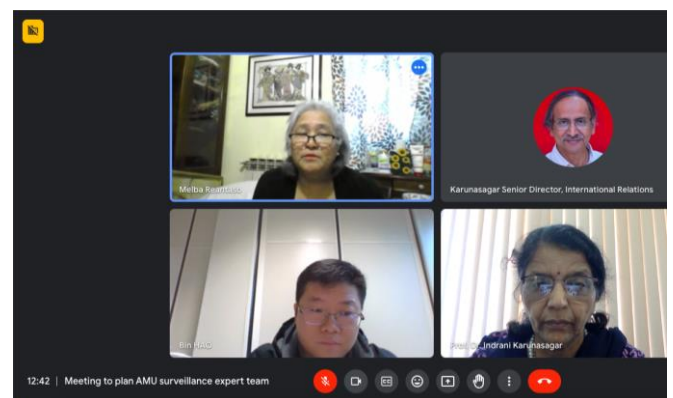 Melba Reantaso
Karunasagar Senior Director, International Relations
Bin HAO
Prof. Dr. Indrani Karunasagar
12:42 | Meeting to plan AMU surveillance expert team
CC